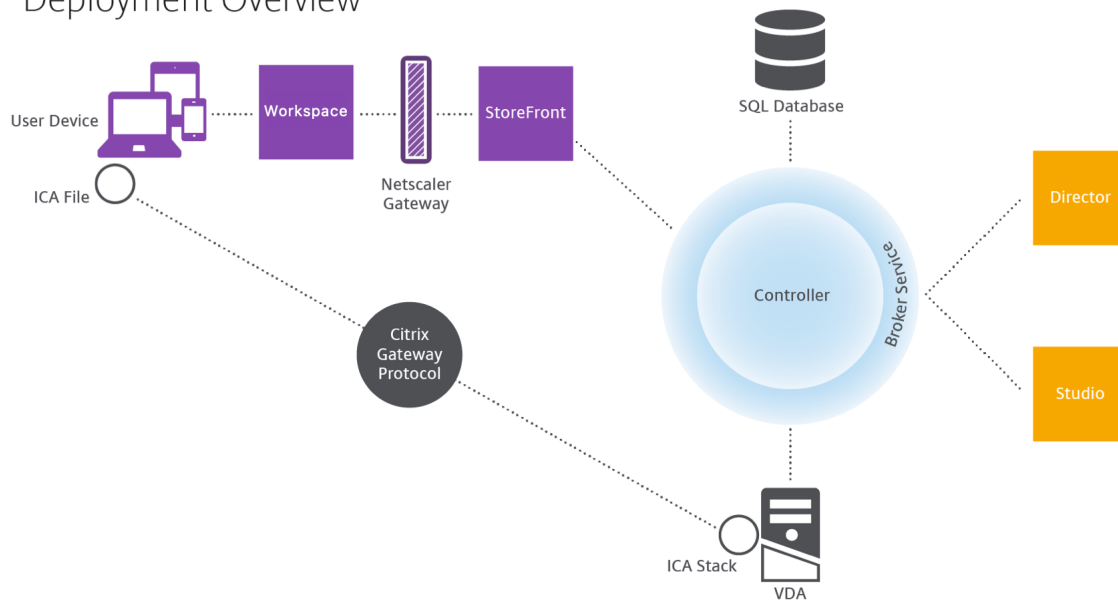 Deployment Overview
SQL Database
User Device
Workspace
StoreFront
Netscaler
Gateway
ICA File
Director
Broker Service
Controller
Citrix
Gateway
Protocol
Studio
ICA Stack
VDA